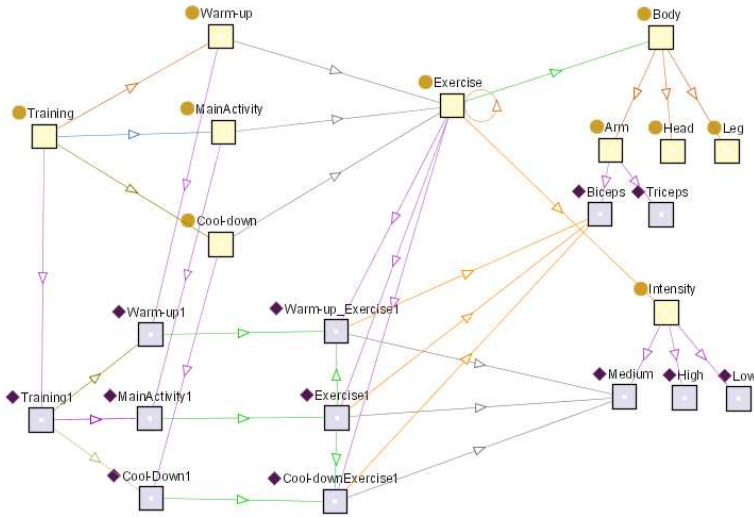 Warm-up
Body
Training
MainActivity
Exercise
Arm
Head
Leg
Biceps
Triceps
Cool-down
Intensity
Warm-up1
Warm-up_Exercise1
Medium
High
Low
Training1
MainActivity1
Exercise1
Cool-Down1
Cool-downExercise1